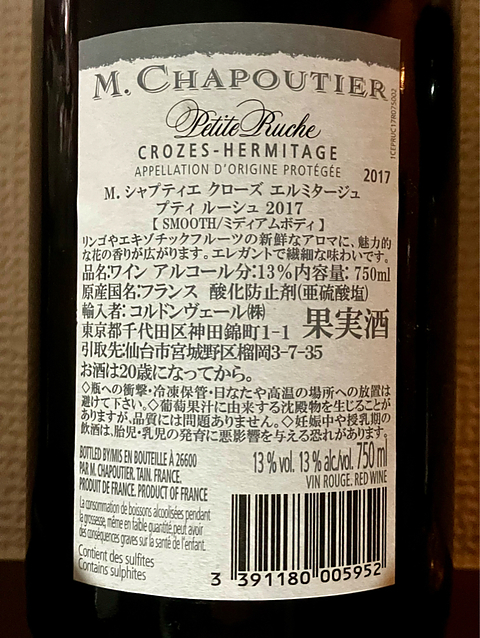 M. CHAPOUTIER
Petite Ruche
CROZES-HERMITAGE
APPELLATION D'ORIGINE PROTÉGÉE
2017
1CEPRUC17R075002
M. シャプティエ クローズ エルミタージュ
プティ ルーシュ 2017
【 SMOOTH/ミディアムボディ 】
リンゴやエキゾチックフルーツの新鮮なアロマに、魅力的
な花の香りが広がります。エレガントで繊細な味わいです。
品名:ワイン アルコール分:13%内容量: 750ml
原産国名:フランス 酸化防止剤(亜硫酸塩)
輸入者: コルドンヴェール㈱
果実酒
東京都千代田区神田錦町1-1
引取先:仙台市宮城野区榴岡3-7-35
お酒は20歳になってから。
◇瓶への衝撃・冷凍保管・日なたや高温の場所への放置は
避けて下さい。◇葡萄果汁に由来する沈殿物を生じることが
ありますが、品質には問題ありません。◇妊娠中や授乳期の
飲酒は、胎児・乳児の発育に悪影響を与える恐れがあります。
BOTTLED BY/MIS EN BOUTEILLE À 26600
PAR M. CHAPOUTIER. TAIN. FRANCE.
PRODUIT DE FRANCE. PRODUCT OF FRANCE
13 % vol. 13 % alc/vol. 750 ml
VIN ROUGE. RED WINE
La consommation de boissons alcoolisées pendant
la grossesse, même en faible quantité, peut avoir
des conséquences graves sur la santé de l'enfant.
Contient des sulfites
Contains sulphites
3 391180 005952